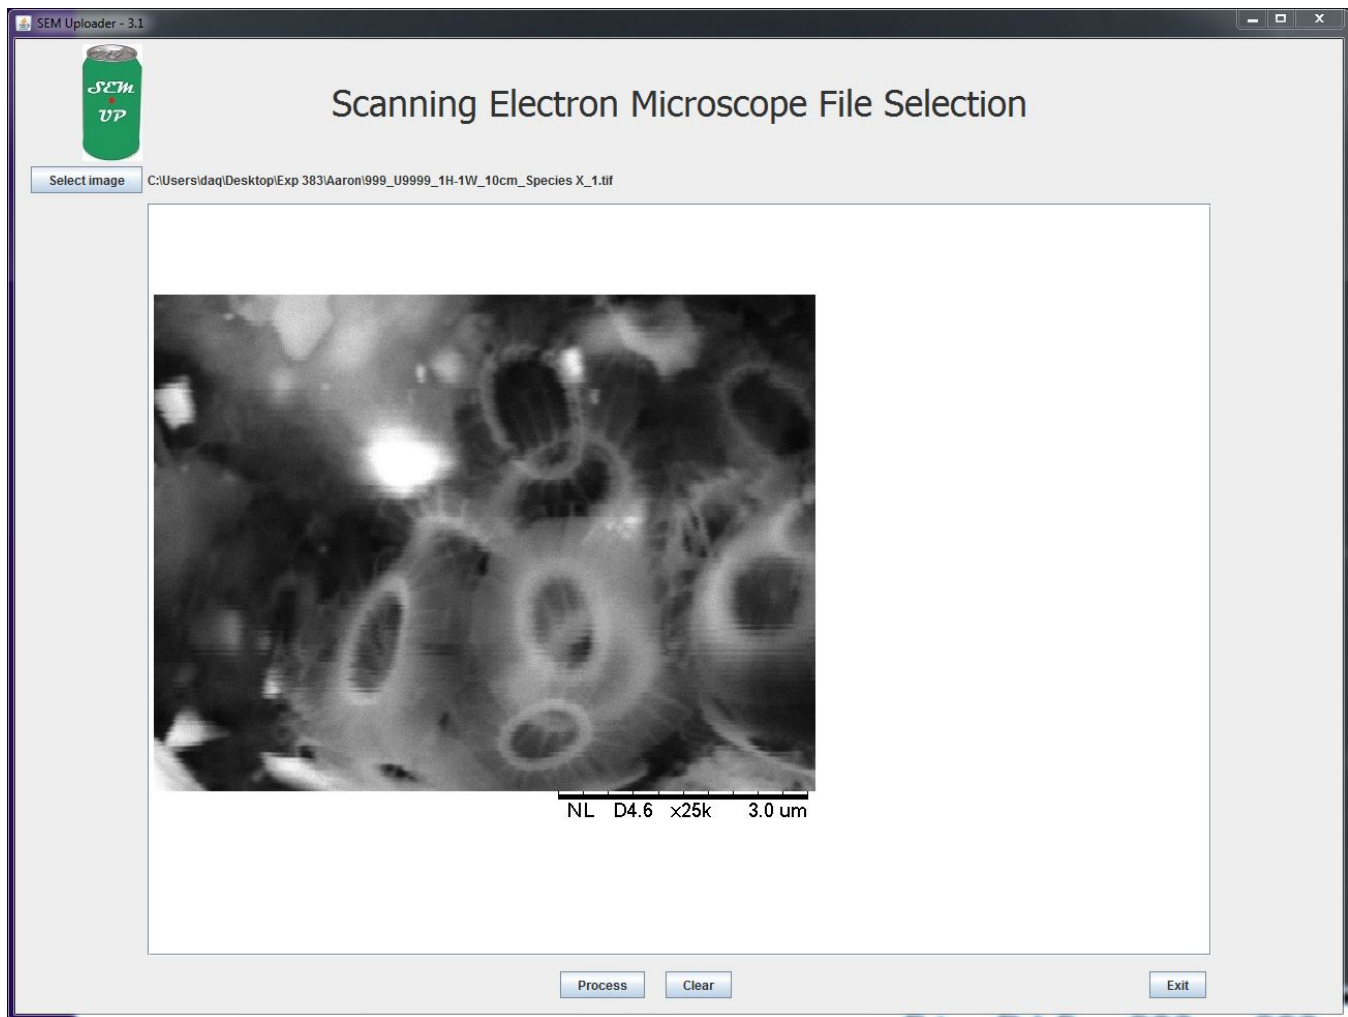 SEM Uploader - 3.1
SEM
UP
Scanning Electron Microscope File Selection
Select image C:\Users\daq\Desktop\Exp 383\Aaron\999_U9999_1H-1W_10cm_Species X_1.tif
NL D4.6 x25k 3.0 um
Process Clear Exit